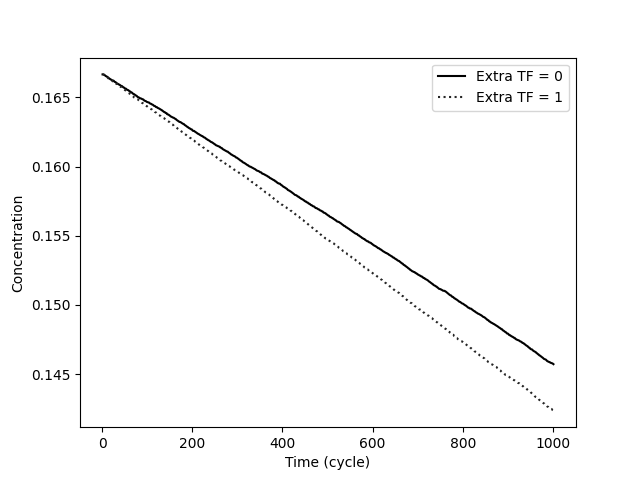 Extra TF = 0
Extra TF = 1
Concentration
0.165
0.160
0.155
0.150
0.145
0 200 400 600 800 1000
Time (cycle)